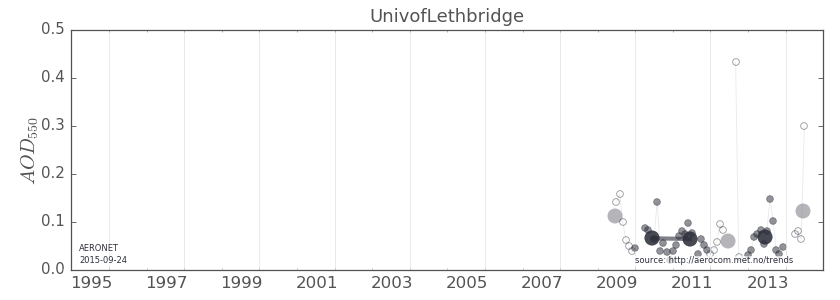 UnivofLethbridge
0.5
0.4
0.3
0.2
0.1
0.0
AOD550
AERONET
2015-09-24
source: http://aerocom.met.no/trends
1995 1997 1999 2001 2003 2005 2007 2009 2011 2013